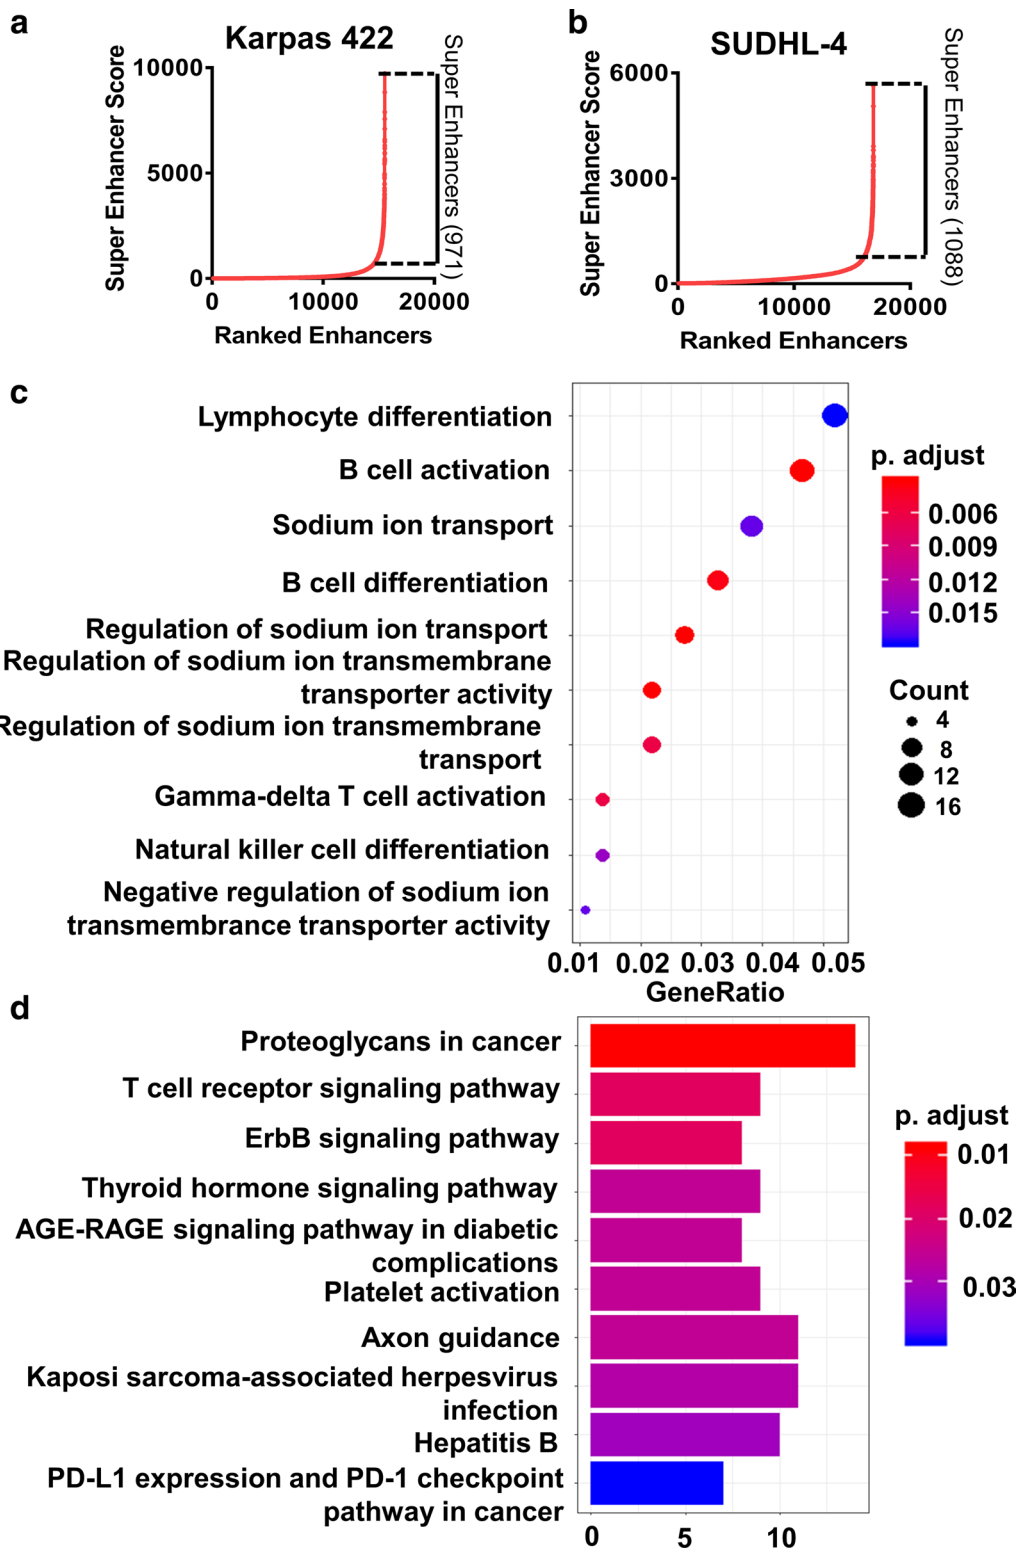 a
Karpas 422
Super Enhancer Score
10000
5000
0
0
10000
20000
Ranked Enhancers
Super Enhancers (971)
b
SUDHL-4
Super Enhancer Score
6000
3000
0
0
10000
20000
Ranked Enhancers
Super Enhancers (1088)
c
Lymphocyte differentiation
B cell activation
Sodium ion transport
B cell differentiation
Regulation of sodium ion transport
Regulation of sodium ion transmembrane
transporter activity
Regulation of sodium ion transmembrane
transport
Gamma-delta T cell activation
Natural killer cell differentiation
Negative regulation of sodium ion
transmembrance transporter activity
0.01 0.02 0.03 0.04 0.05
GeneRatio
p. adjust
0.006
0.009
0.012
0.015
Count
4
8
12
16
d
Proteoglycans in cancer
T cell receptor signaling pathway
ErbB signaling pathway
Thyroid hormone signaling pathway
AGE-RAGE signaling pathway in diabetic
complications
Platelet activation
Axon guidance
Kaposi sarcoma-associated herpesvirus
infection
Hepatitis B
PD-L1 expression and PD-1 checkpoint
pathway in cancer
0 5 10
p. adjust
0.01
0.02
0.03